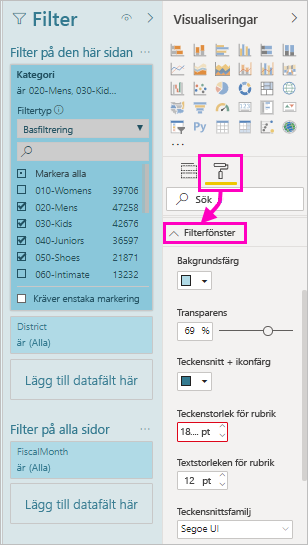 Filter
Filter på den här sidan ...
Kategori
är 020-Mens, 030-Kid...
Filtertyp
Basfiltrering
Markera alla
010-Womens 39706
020-Mens 47258
030-Kids 42676
040-Juniors 36597
050-Shoes 21871
060-Intimate 13232
Kräver enstaka markering
District
är (Alla)
Lägg till datafält här
Filter på alla sidor ...
FiscalMonth
är (Alla)
Lägg till datafält här
Visualiseringar
Py
...
Sök
Filterfönster
Bakgrundsfärg
Transparens
69 %
Teckensnitt + ikonfärg
Teckenstorlek för rubrik
18.... pt
Textstorleken för rubrik
12 pt
Teckensnittsfamilj
Segoe UI